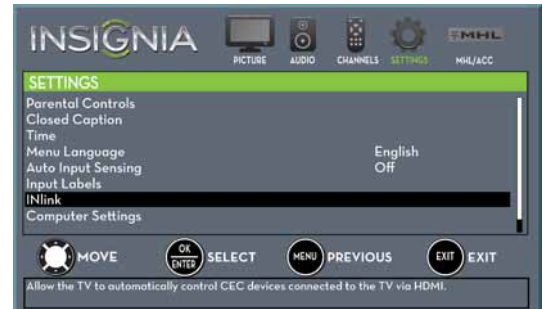 INSIGNIA
PICTURE AUDIO CHANNELS SETTINGS MHL/ACC
MHL
SETTINGS
Parental Controls
Closed Caption
Time
Menu Language English
Auto Input Sensing Off
Input Labels
INlink
Computer Settings
MOVE OK ENTER SELECT MENU PREVIOUS EXIT EXIT
Allow the TV to automatically control CEC devices connected to the TV via HDMI.